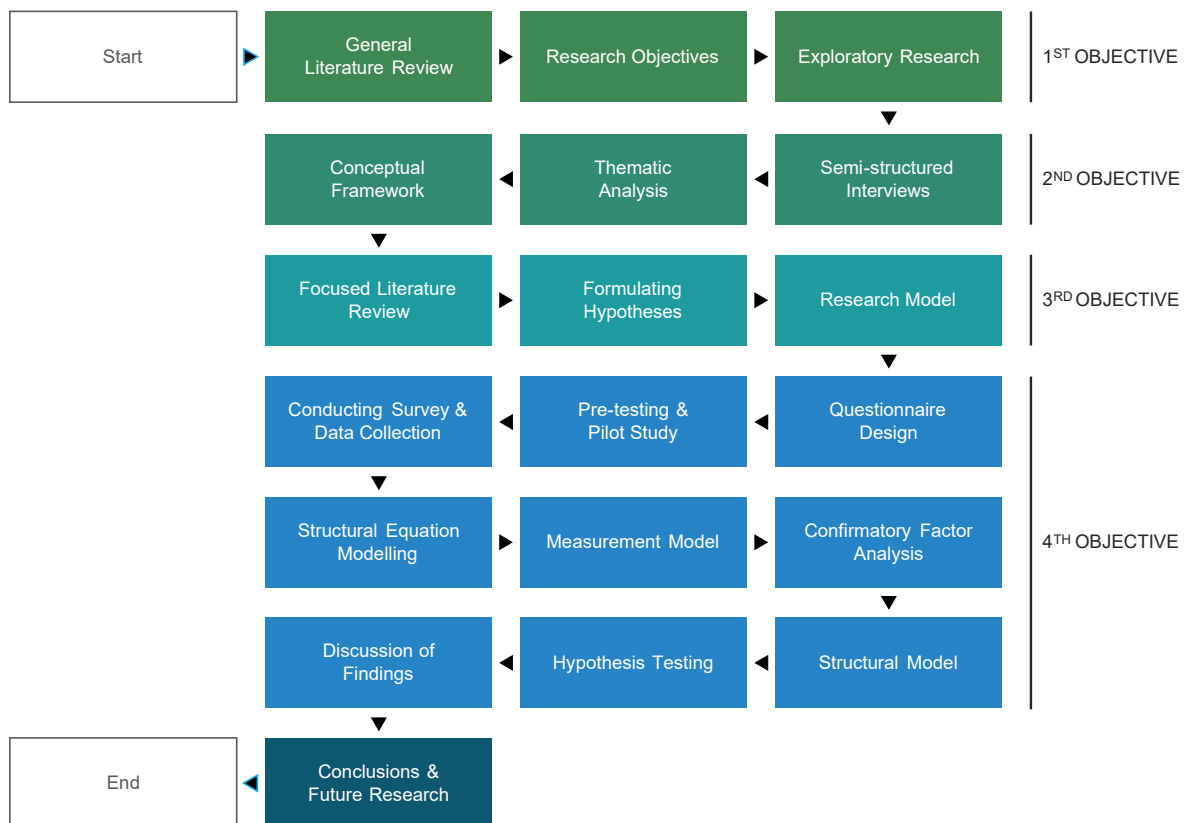 Start
General
Literature Review
Research Objectives
Exploratory Research
1ST OBJECTIVE
Conceptual
Framework
Thematic
Analysis
Semi-structured
Interviews
2ND OBJECTIVE
Focused Literature
Review
Formulating
Hypotheses
Research Model
3RD OBJECTIVE
Conducting Survey &
Data Collection
Pre-testing &
Pilot Study
Questionnaire
Design
Structural Equation
Modelling
Measurement Model
Confirmatory Factor
Analysis
4TH OBJECTIVE
Discussion of
Findings
Hypothesis Testing
Structural Model
End
Conclusions &
Future Research